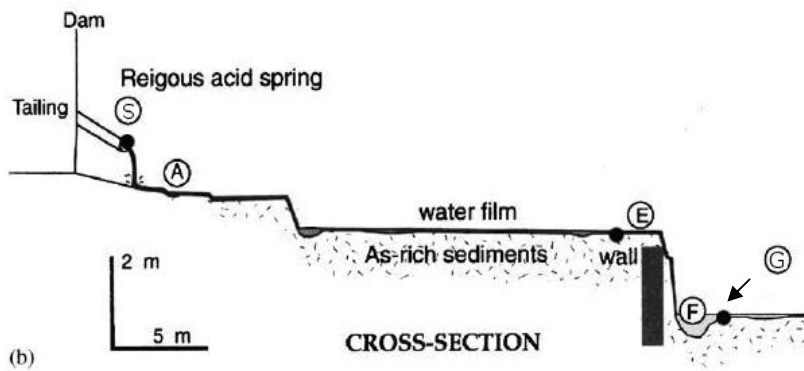 Dam
Reigous acid spring
Tailing
S
A
water film
E
As-rich sediments
wall
G
2 m
F
5 m
(b)
CROSS-SECTION